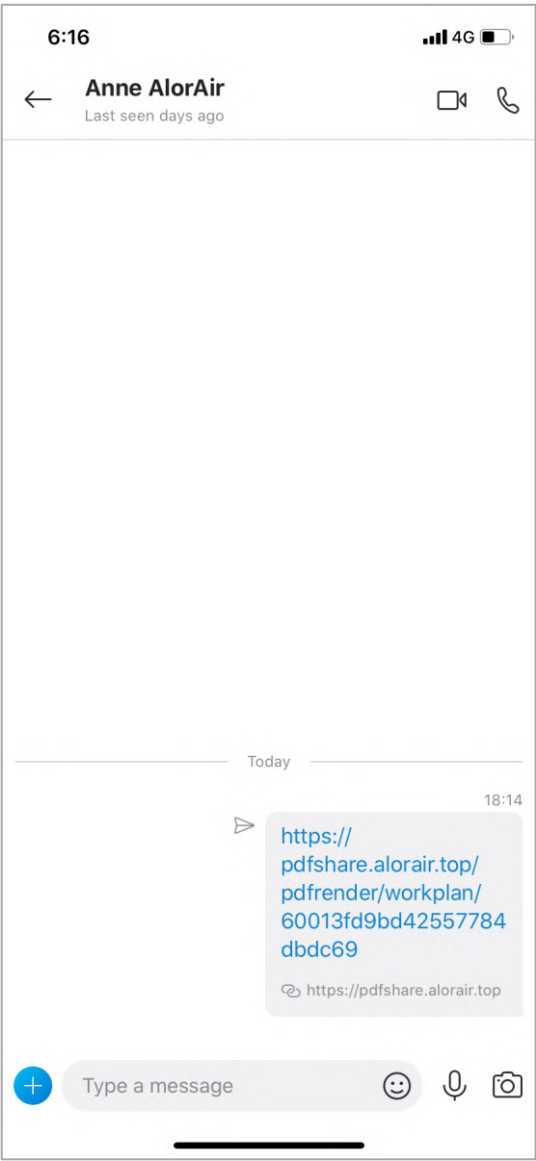 6:16
4G
Anne AlorAir
Last seen days ago
Today
18:14
https://
pdfshare.alorair.top/
pdfrender/workplan/
60013fd9bd42557784
dbdc69
https://pdfshare.alorair.top
Type a message